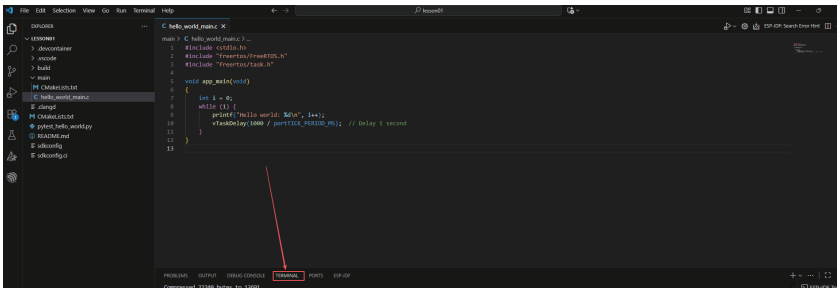 File Edit Selection View Go Run Terminal Help
lesson01
EXPLORER
LESSON01
.devcontainer
.vscode
build
main
CMakeLists.txt
C hello_world_main.c
.clangd
CMakeLists.txt
pytest_hello_world.py
README.md
sdkconfig
sdkconfig.ci
C hello_world_main.c
ESP-IDF: Search Error Hint
main > C hello_world_main.c > ...
1 #include <stdio.h>
2 #include "freertos/FreeRTOS.h"
3 #include "freertos/task.h"
4
5 void app_main(void)
6 {
7 int i = 0;
8 while (1) {
9 printf("Hello world: %d\n", i++);
10 vTaskDelay(1000 / portTICK_PERIOD_MS); // Delay 1 second
11 }
12 }
13
PROBLEMS OUTPUT DEBUG CONSOLE TERMINAL PORTS ESP-IDF
Compressed 22340 bytes to 13691